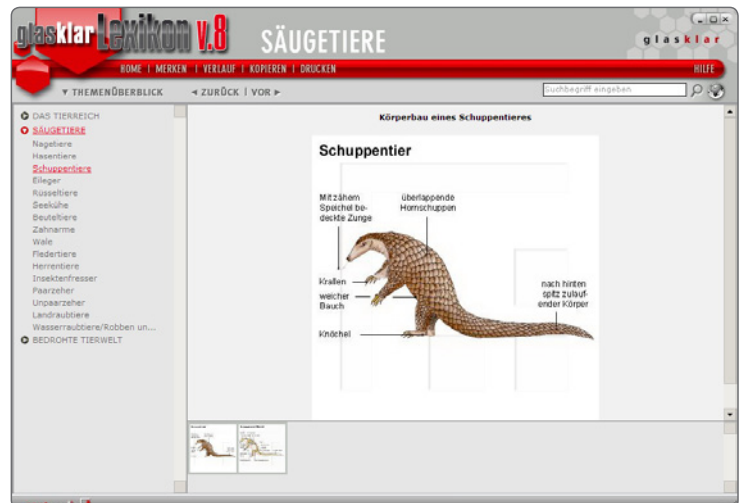 glasklar Lexikon V.8
SÄUGETIERE
glasklar
HOME | MERKEN | VERLAUF | KOPIEREN | DRUCKEN
HILFE
▼ THEMENÜBERBLICK
◄ ZURÜCK | VOR ►
Suchbegriff eingeben
DAS TIERREICH
SÄUGETIERE
Nagetiere
Hasentiere
Schuppentiere
Eileger
Rüsseltiere
Seekühe
Beuteltiere
Zahnarme
Wale
Fledertiere
Herrentiere
Insektenfresser
Paarzeher
Unpaarzeher
Landraubtiere
Wasserraubtiere/Robben un...
BEDROHTE TIERWELT
Körperbau eines Schuppentieres
Schuppentier
Mit zähem
Speichel be-
deckte Zunge
überlappende
Hornschuppen
Krallen
weicher
Bauch
Knöchel
nach hinten
spitz zulauf-
ender Körper